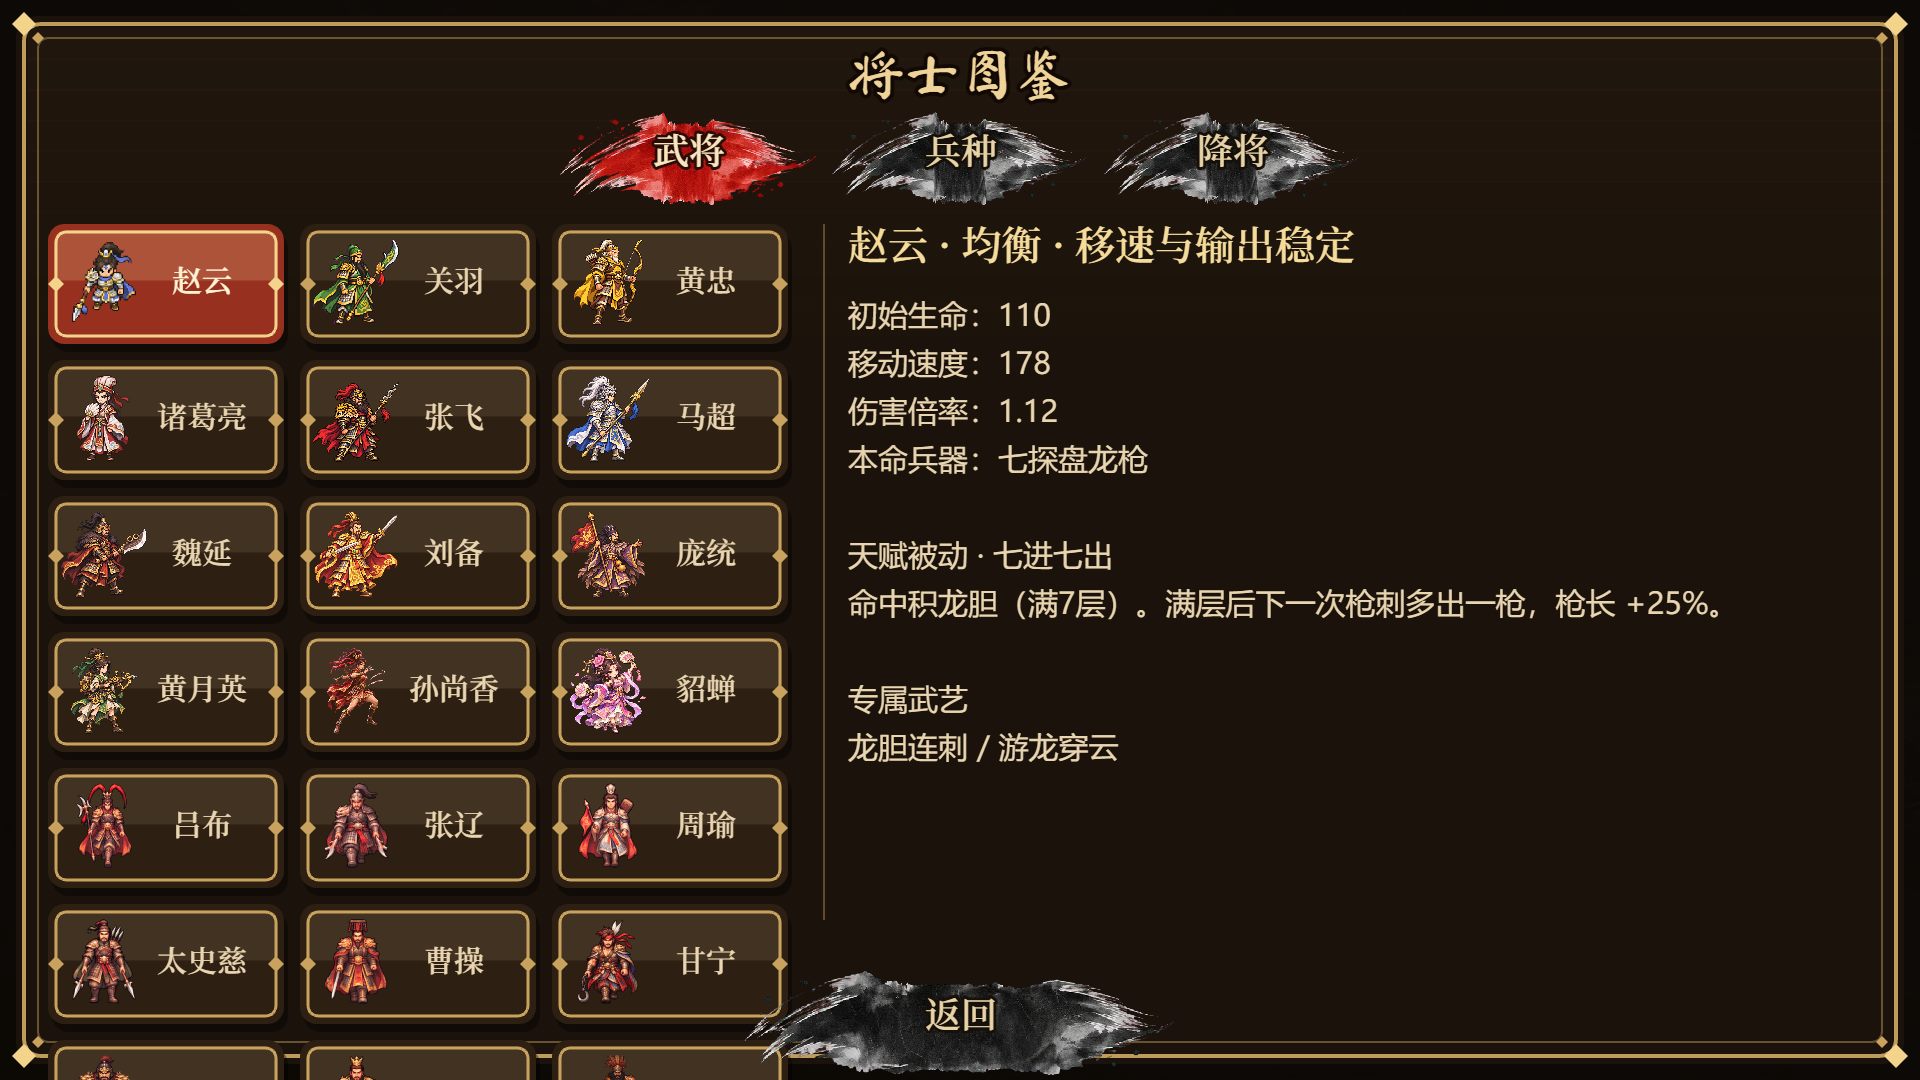 将士图鉴
武将 兵种 降将
赵云 关羽 黄忠
诸葛亮 张飞 马超
魏延 刘备 庞统
黄月英 孙尚香 貂蝉
吕布 张辽 周瑜
太史慈 曹操 甘宁
赵云 · 均衡 · 移速与输出稳定
初始生命：110
移动速度：178
伤害倍率：1.12
本命兵器：七探盘龙枪
天赋被动 · 七进七出
命中积龙胆（满7层）。满层后下一次枪刺多出一枪，枪长 +25%。
专属武艺
龙胆连刺 / 游龙穿云
返回